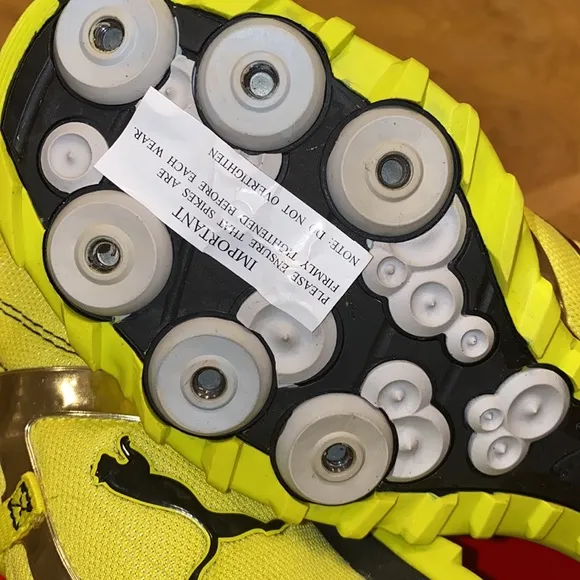 IMPORTANT
PLEASE ENSURE THAT SPIKES ARE
FIRMLY TIGHTENED BEFORE EACH WEAR.
NOTE: DO NOT OVERTIGHTEN